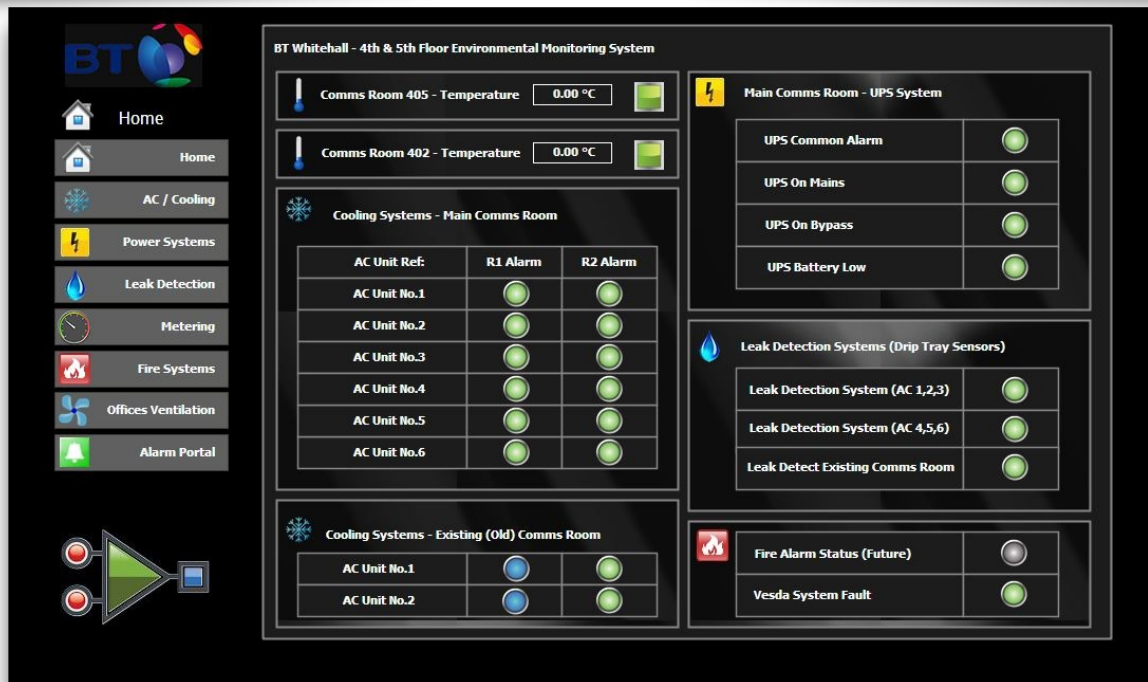 BT
Home
Home
AC / Cooling
Power Systems
Leak Detection
Metering
Fire Systems
Offices Ventilation
Alarm Portal
BT Whitehall - 4th & 5th Floor Environmental Monitoring System
Comms Room 405 - Temperature 0.00 °C
Comms Room 402 - Temperature 0.00 °C
Cooling Systems - Main Comms Room
AC Unit Ref: R1 Alarm R2 Alarm
AC Unit No.1
AC Unit No.2
AC Unit No.3
AC Unit No.4
AC Unit No.5
AC Unit No.6
Cooling Systems - Existing (Old) Comms Room
AC Unit No.1
AC Unit No.2
Main Comms Room - UPS System
UPS Common Alarm
UPS On Mains
UPS On Bypass
UPS Battery Low
Leak Detection Systems (Drip Tray Sensors)
Leak Detection System (AC 1,2,3)
Leak Detection System (AC 4,5,6)
Leak Detect Existing Comms Room
Fire Alarm Status (Future)
Vesda System Fault